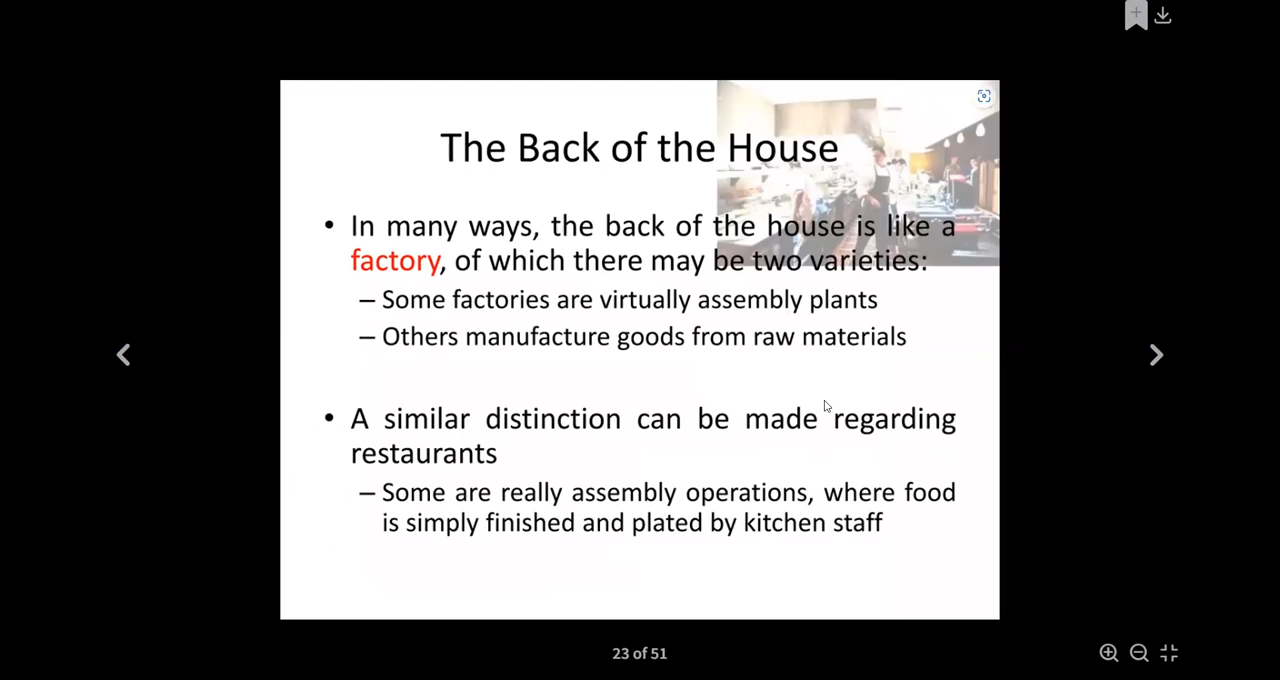 The Back of the House
• In many ways, the back of the house is like a
factory, of which there may be two varieties:
– Some factories are virtually assembly plants
– Others manufacture goods from raw materials
• A similar distinction can be made regarding
restaurants
– Some are really assembly operations, where food
is simply finished and plated by kitchen staff
23 of 51